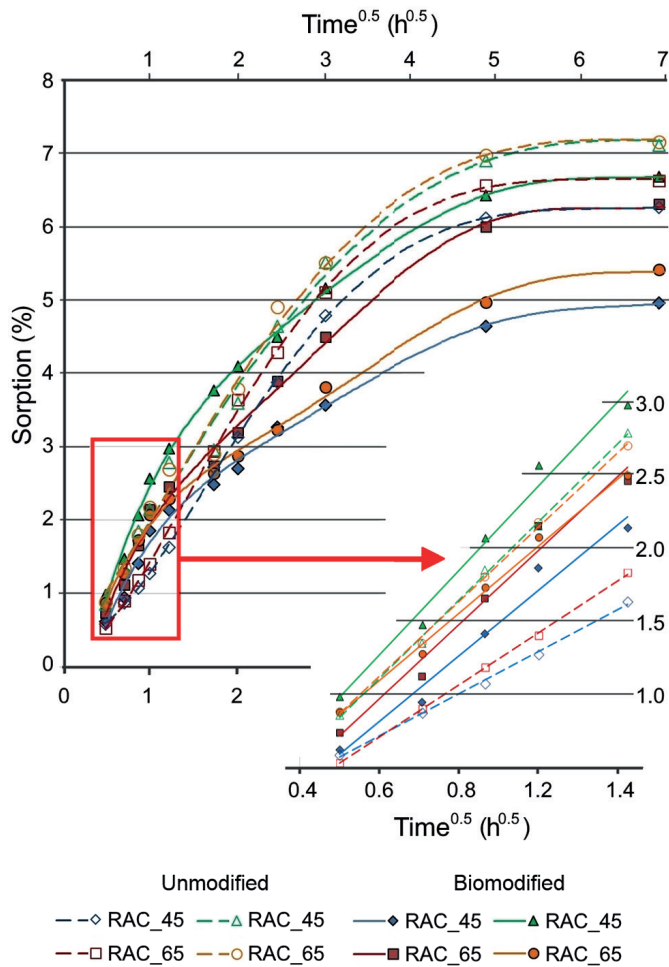 Time^0.5 (h^0.5)
1 2 3 4 5 6 7
8
7
6
5
4
3
2
1
0
Sorption (%)
0 1 2
3.0
2.5
2.0
1.5
1.0
0.4 0.6 0.8 1.2 1.4
Time^0.5 (h^0.5)
Unmodified Biomodified
RAC_45 RAC_45 RAC_45 RAC_45
RAC_65 RAC_65 RAC_65 RAC_65